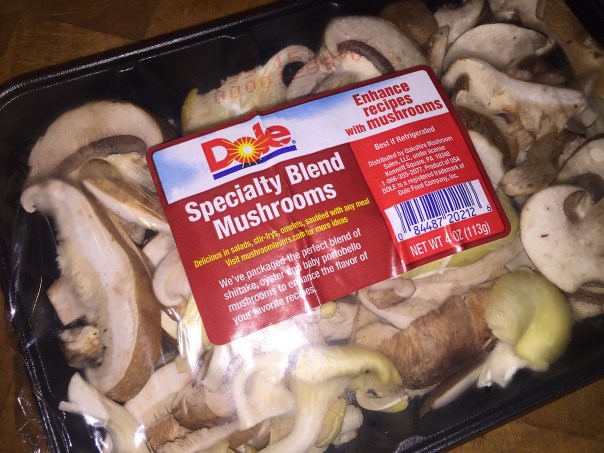 Dole
Specialty Blend
Mushrooms
Delicious in salads, stir-frys, omelets, sautéed with any meal
Visit mushroomlovers.com for more ideas
We've packaged the perfect blend of
shiitake, oyster and baby portobello
mushrooms to enhance the flavor of
your favorite recipes.
Enhance
recipes
with mushrooms
Best if Refrigerated
Distributed by Oakshire Mushroom
Sales, LLC, under license
Kennett Square, PA 19348
Product of USA
DOLE is a registered trademark of
Dole Food Company, Inc.
0 84487 20212 6
NET WT 4 OZ (113g)